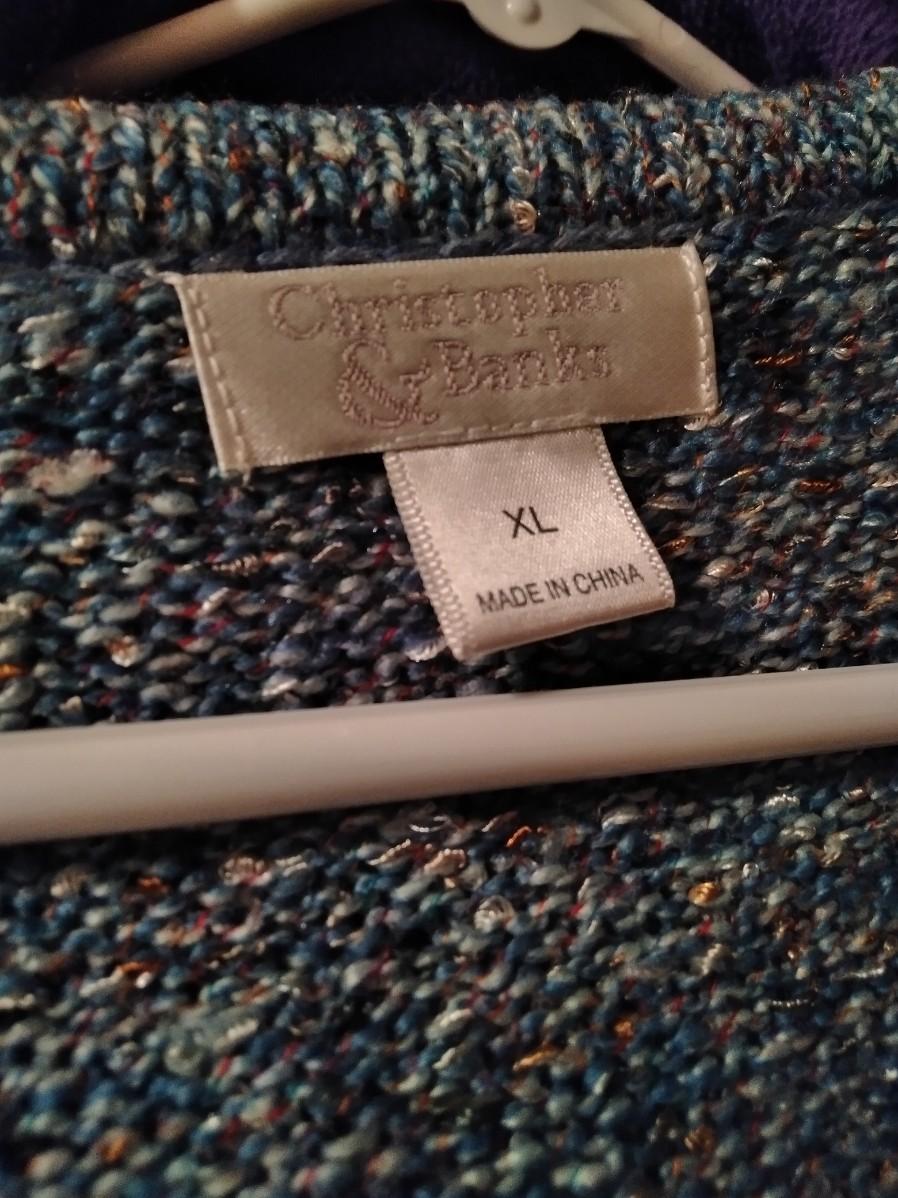 Christopher
& Banks
XL
MADE IN CHINA